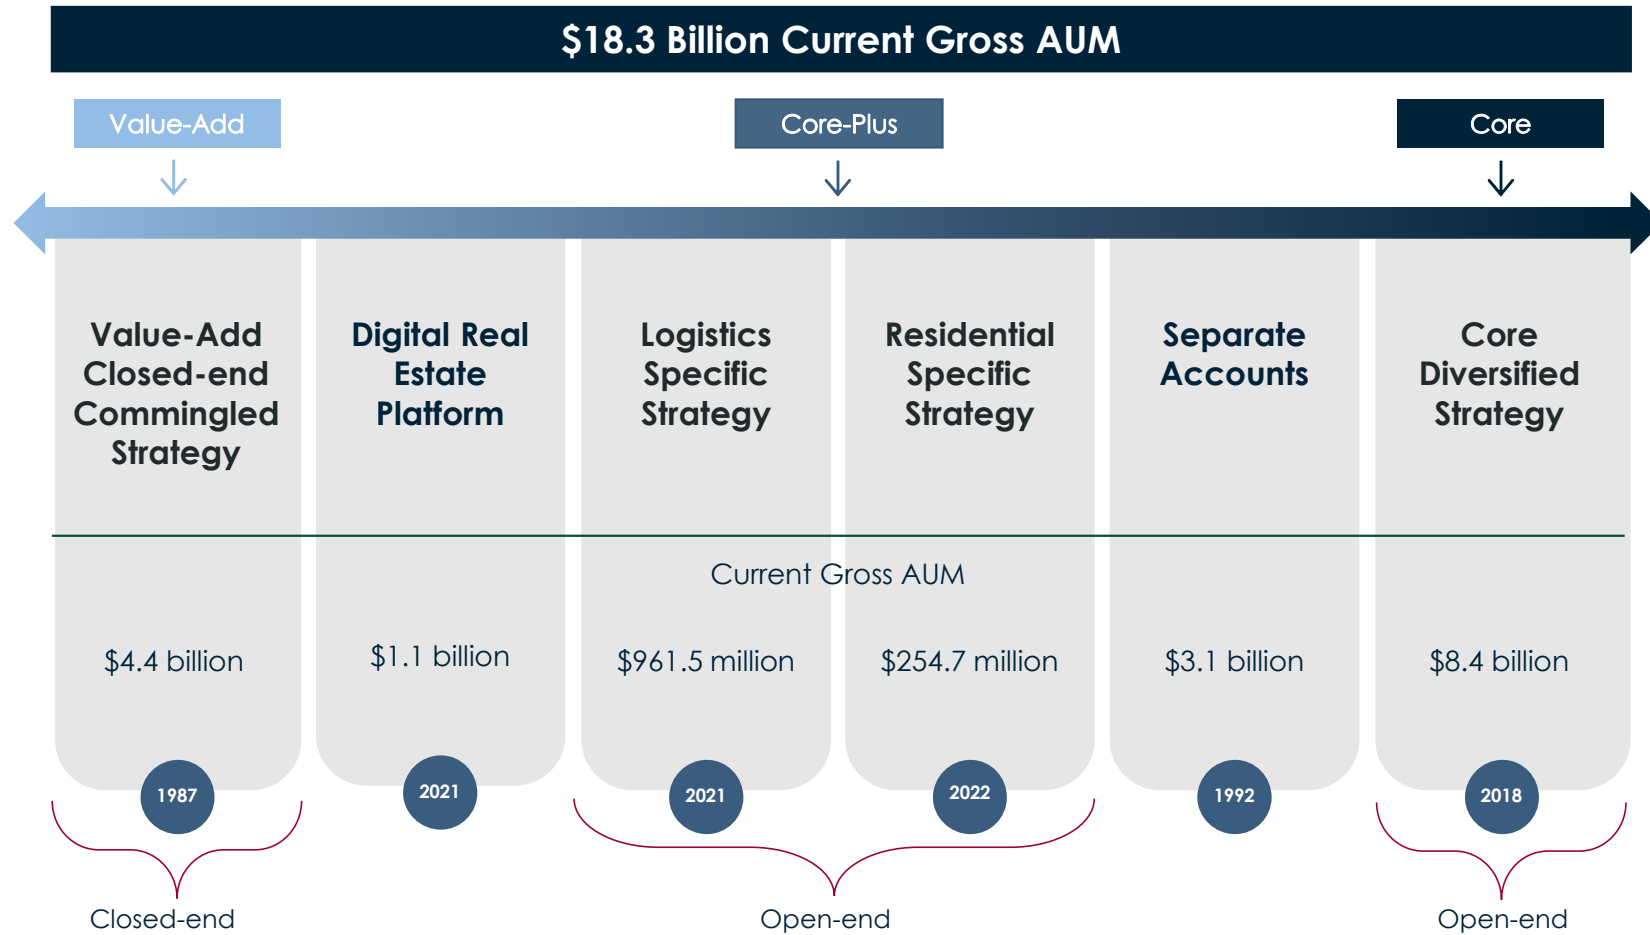 $18.3 Billion Current Gross AUM
Value-Add
Core-Plus
Core
Value-Add
Closed-end
Commingled
Strategy
Digital Real
Estate
Platform
Logistics
Specific
Strategy
Residential
Specific
Strategy
Separate
Accounts
Core
Diversified
Strategy
Current Gross AUM
$4.4 billion
$1.1 billion
$961.5 million
$254.7 million
$3.1 billion
$8.4 billion
1987
2021
2021
2022
1992
2018
Closed-end
Open-end
Open-end